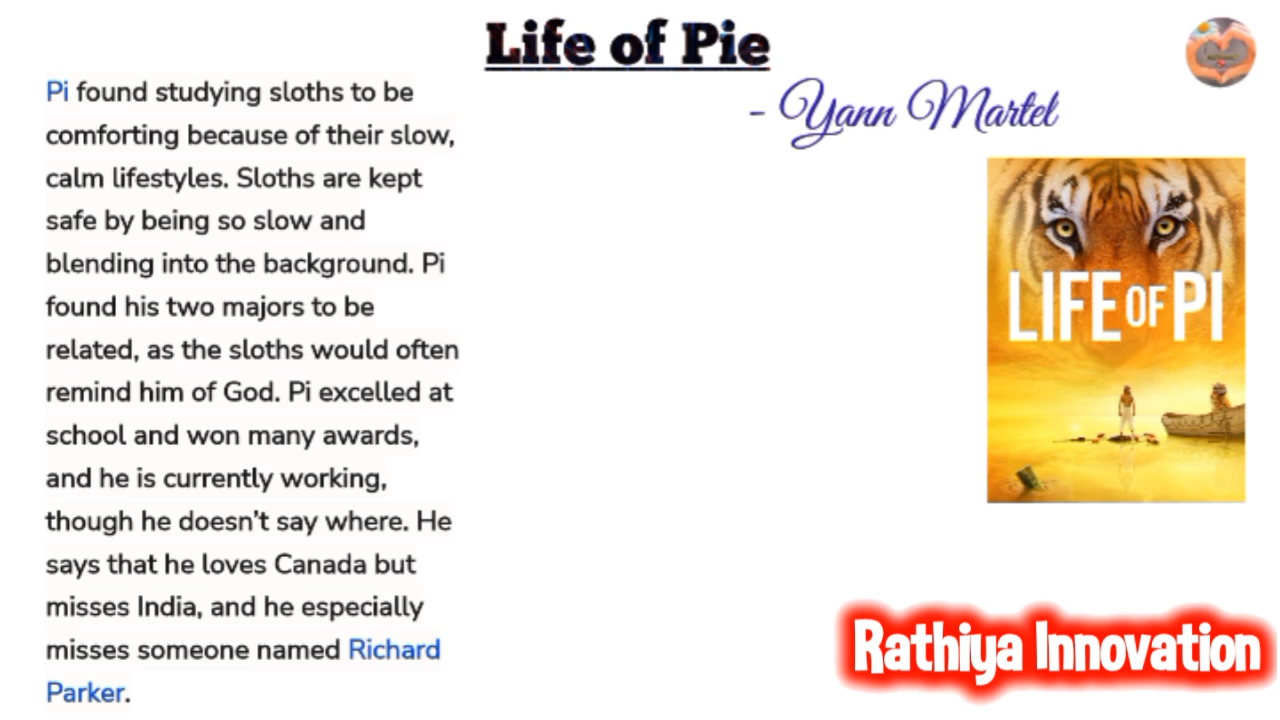 Life of Pie
- Yann Martel
Pi found studying sloths to be
comforting because of their slow,
calm lifestyles. Sloths are kept
safe by being so slow and
blending into the background. Pi
found his two majors to be
related, as the sloths would often
remind him of God. Pi excelled at
school and won many awards,
and he is currently working,
though he doesn't say where. He
says that he loves Canada but
misses India, and he especially
misses someone named Richard
Parker.
LIFE OF PI
Rathiya Innovation